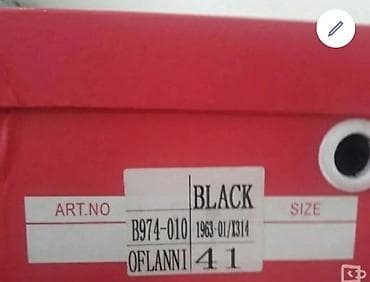 BLACK
ART.NO SIZE
B974-010 1963-01/X314
OFLANNI 41